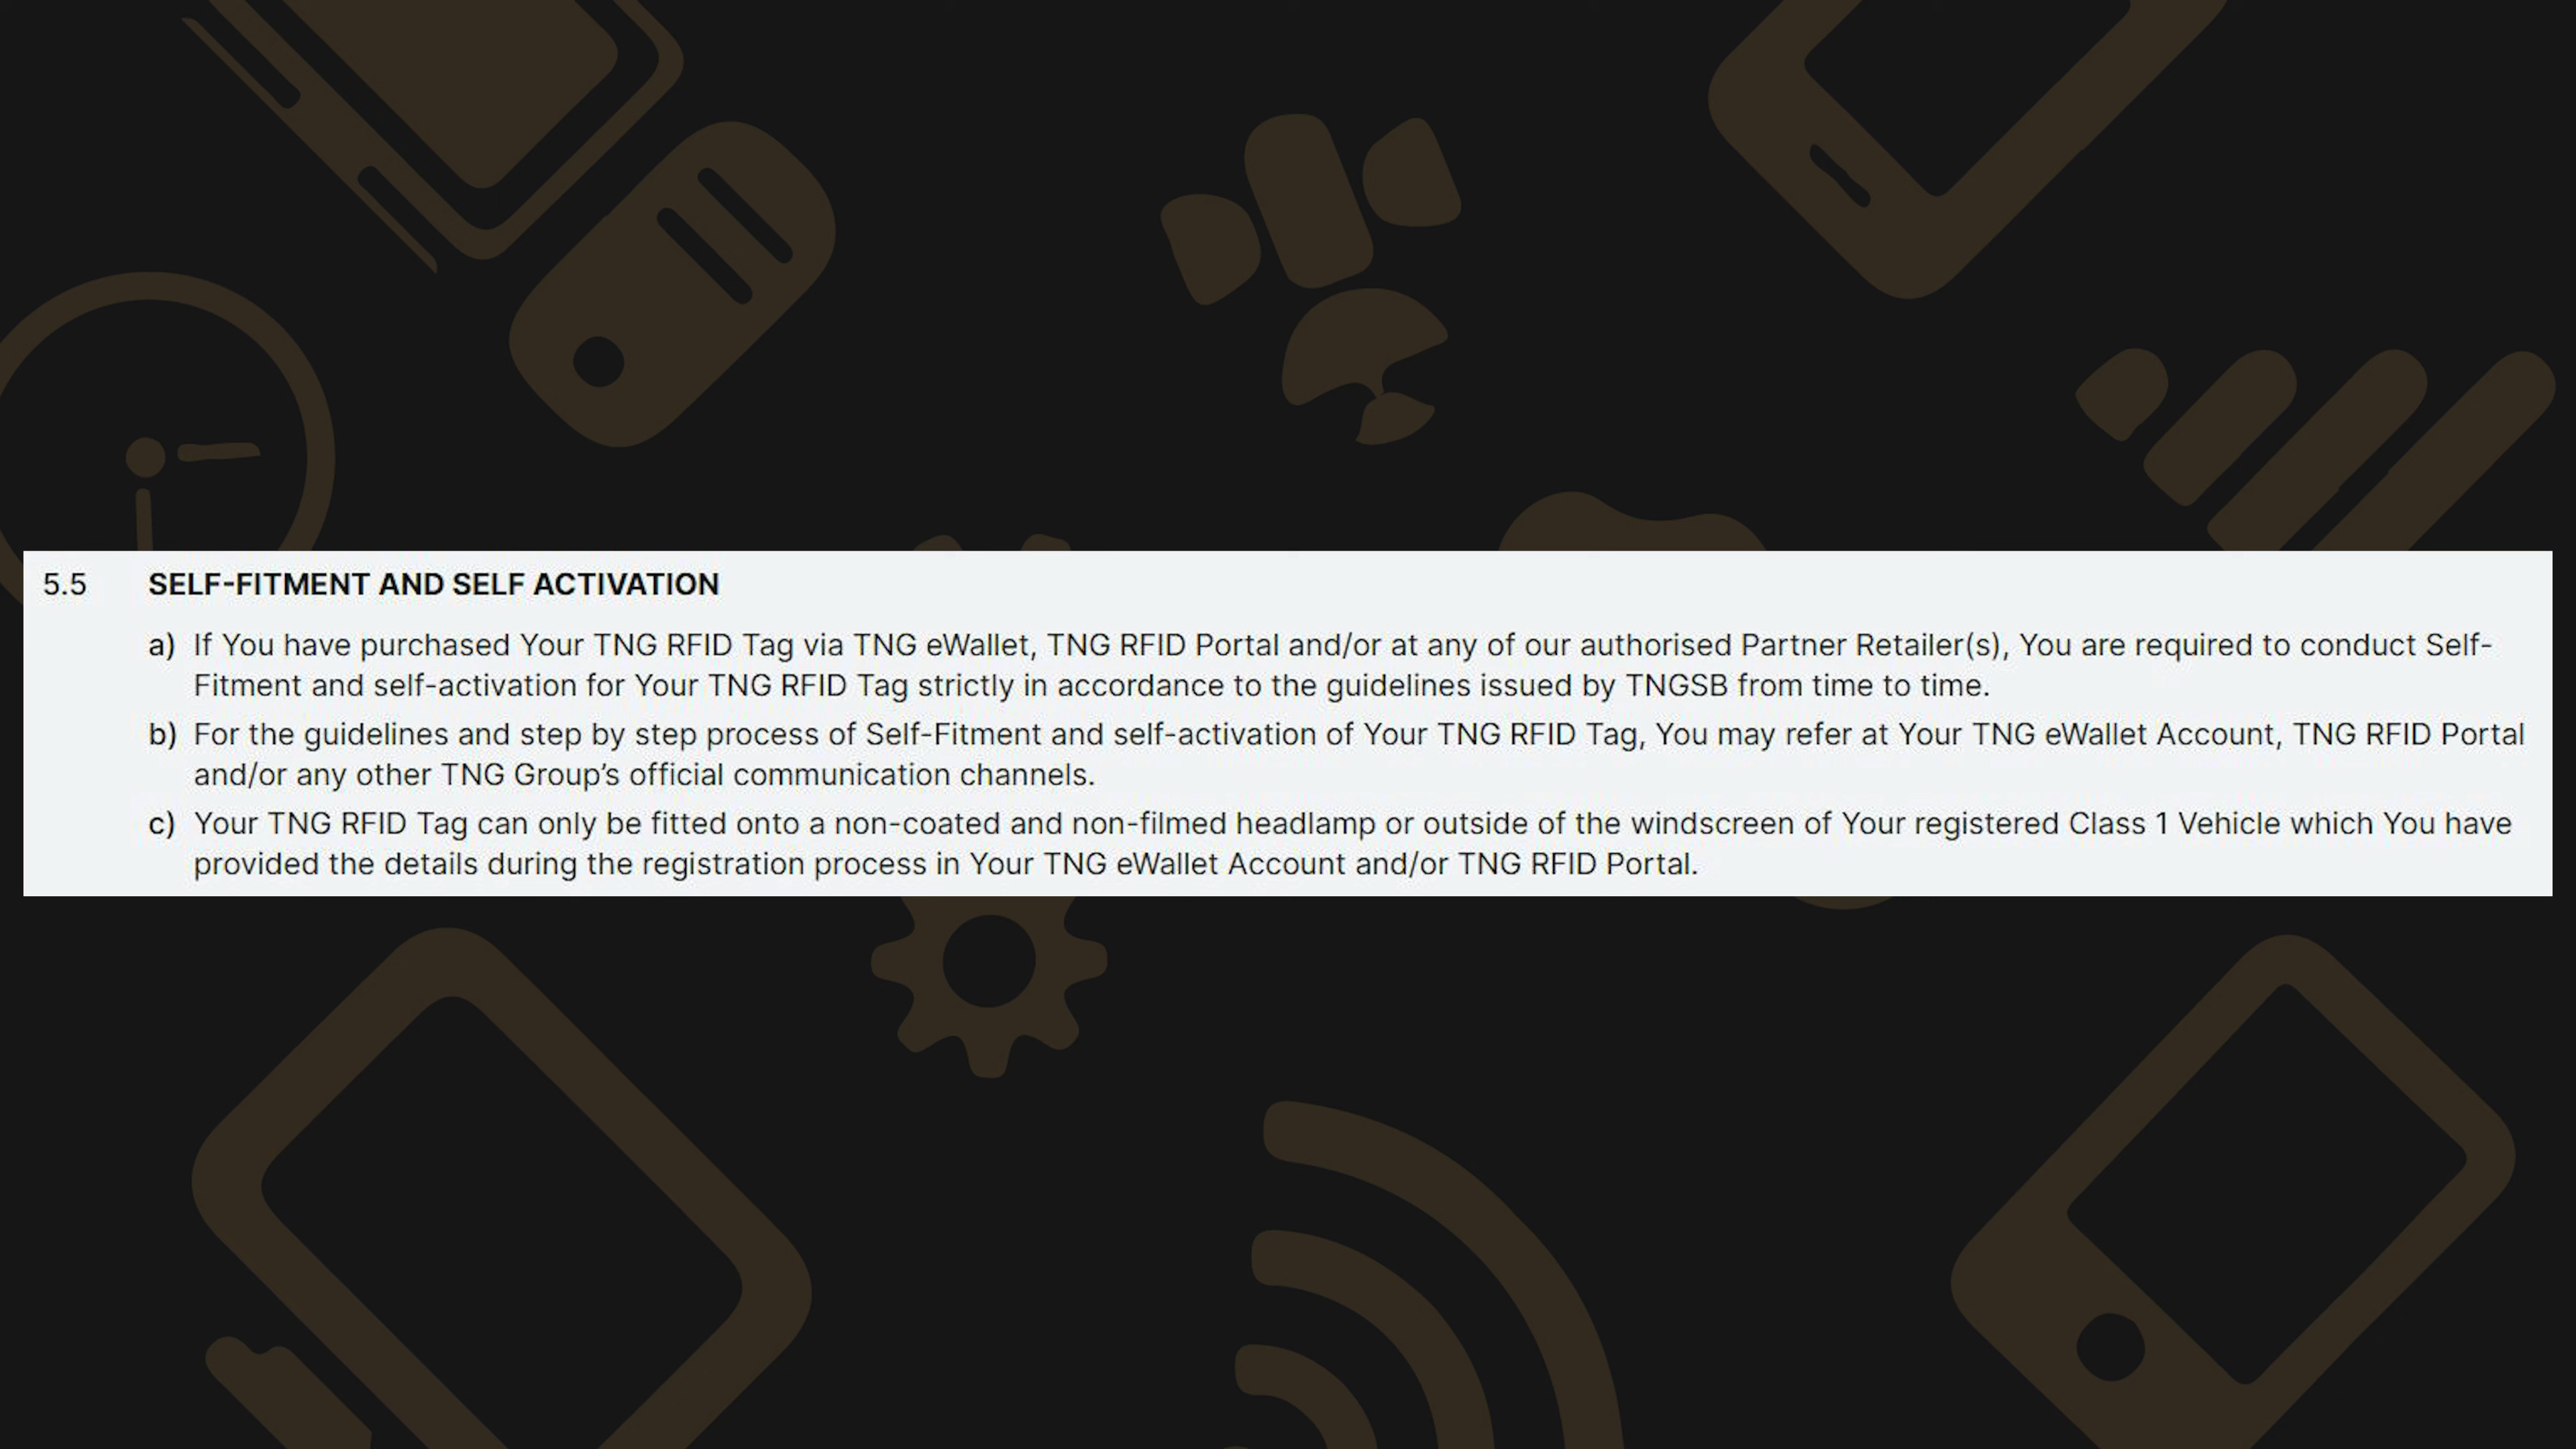 5.5 SELF-FITMENT AND SELF ACTIVATION
a) If You have purchased Your TNG RFID Tag via TNG eWallet, TNG RFID Portal and/or at any of our authorised Partner Retailer(s), You are required to conduct Self-
Fitment and self-activation for Your TNG RFID Tag strictly in accordance to the guidelines issued by TNGSB from time to time.
b) For the guidelines and step by step process of Self-Fitment and self-activation of Your TNG RFID Tag, You may refer at Your TNG eWallet Account, TNG RFID Portal
and/or any other TNG Group’s official communication channels.
c) Your TNG RFID Tag can only be fitted onto a non-coated and non-filmed headlamp or outside of the windscreen of Your registered Class 1 Vehicle which You have
provided the details during the registration process in Your TNG eWallet Account and/or TNG RFID Portal.